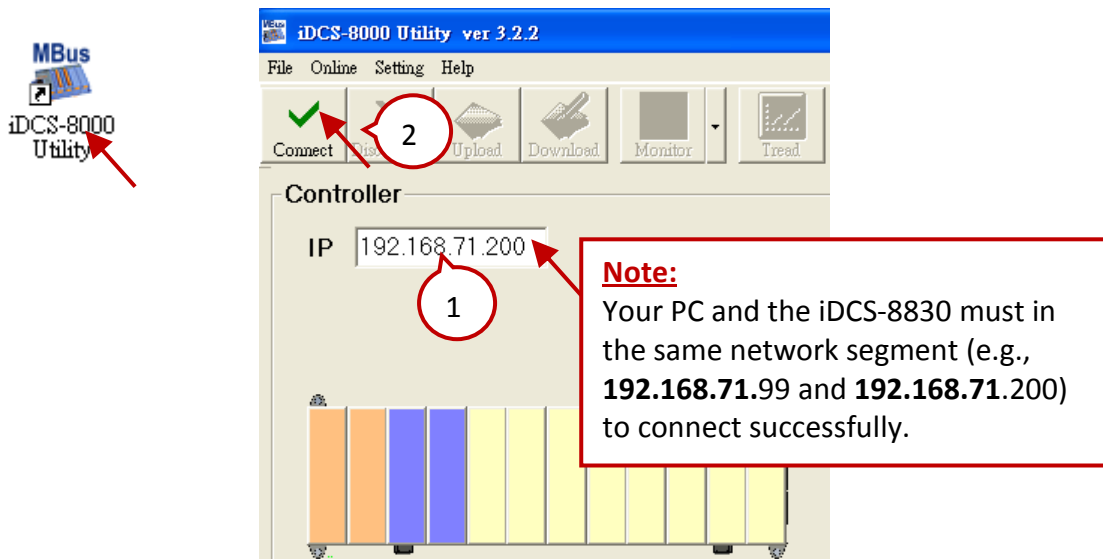 MBus
iDCS-8000
Utility
iDCS-8000 Utility ver 3.2.2
File Online Setting Help
Connect Upload Download Monitor Tread
2
Controller
IP 192.168.71.200
1
Note:
Your PC and the iDCS-8830 must in
the same network segment (e.g.,
192.168.71.99 and 192.168.71.200)
to connect successfully.